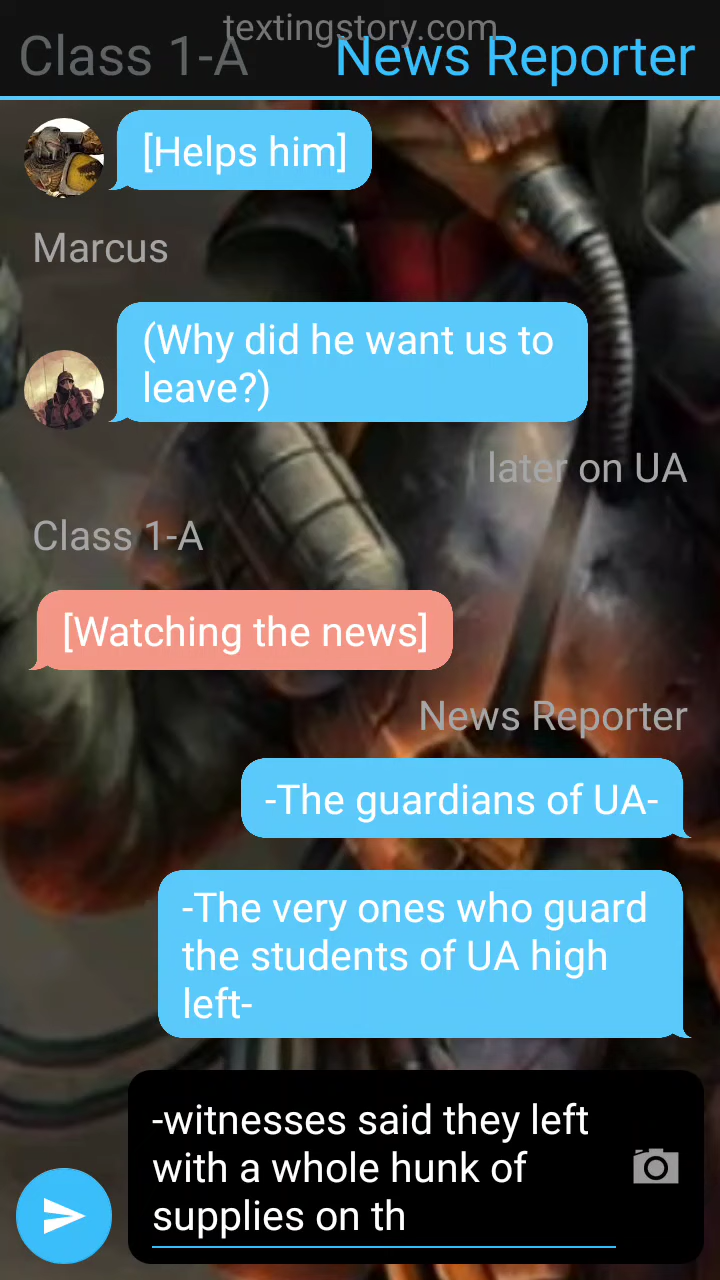 textingstory.com
Class 1-A
News Reporter
[Helps him]
Marcus
(Why did he want us to
leave?)
later on UA
Class 1-A
[Watching the news]
News Reporter
-The guardians of UA-
-The very ones who guard
the students of UA high
left-
-witnesses said they left
with a whole hunk of
supplies on th